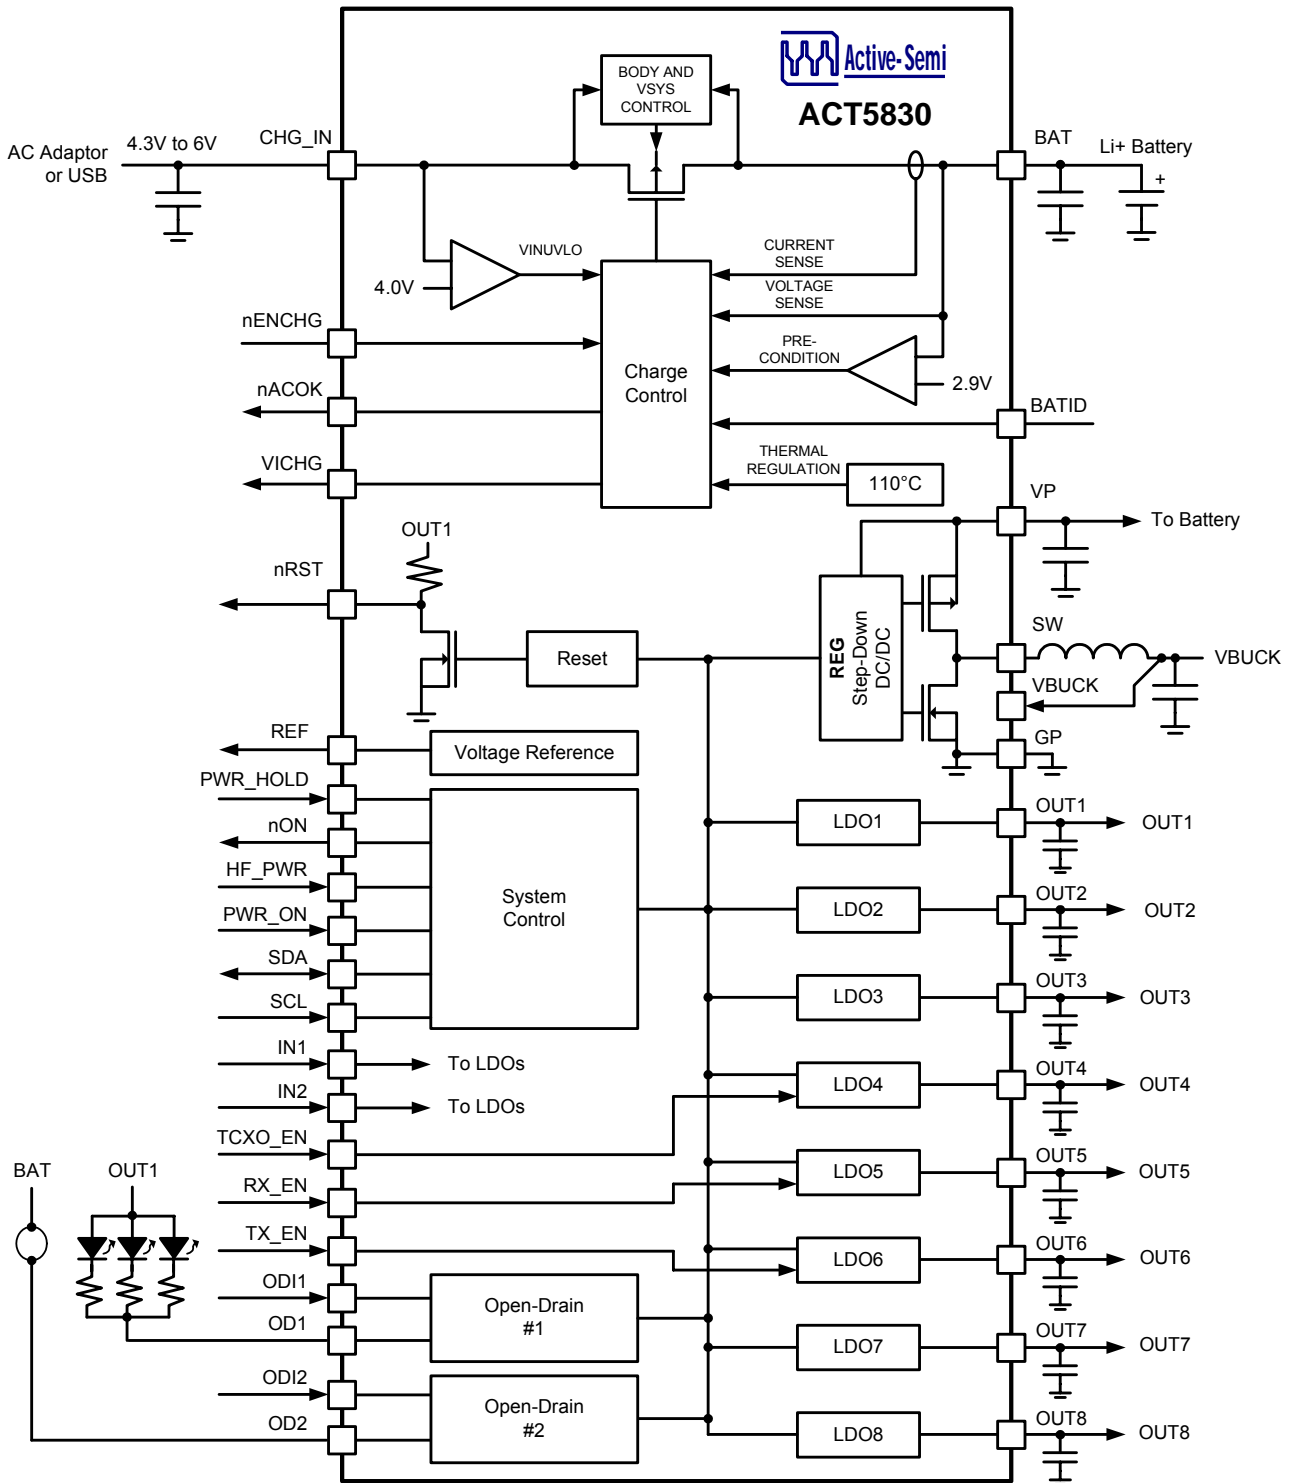 Active-Semi
ACT5830
BODY AND
VSYS
CONTROL
AC Adaptor
or USB
4.3V to 6V
CHG_IN
BAT
Li+ Battery
+
VINUVLO
4.0V
CURRENT
SENSE
VOLTAGE
SENSE
nENCHG
PRE-
CONDITION
2.9V
Charge
Control
nACOK
BATID
VICHG
THERMAL
REGULATION
110°C
VP
To Battery
OUT1
nRST
Reset
REG
Step-Down
DC/DC
SW
VBUCK
VBUCK
GP
REF
Voltage Reference
PWR_HOLD
nON
HF_PWR
PWR_ON
SDA
SCL
System
Control
LDO1
OUT1
OUT1
LDO2
OUT2
OUT2
LDO3
OUT3
OUT3
IN1
To LDOs
IN2
To LDOs
LDO4
OUT4
OUT4
TCXO_EN
RX_EN
LDO5
OUT5
OUT5
TX_EN
LDO6
OUT6
OUT6
BAT
OUT1
ODI1
OD1
Open-Drain
#1
LDO7
OUT7
OUT7
ODI2
OD2
Open-Drain
#2
LDO8
OUT8
OUT8